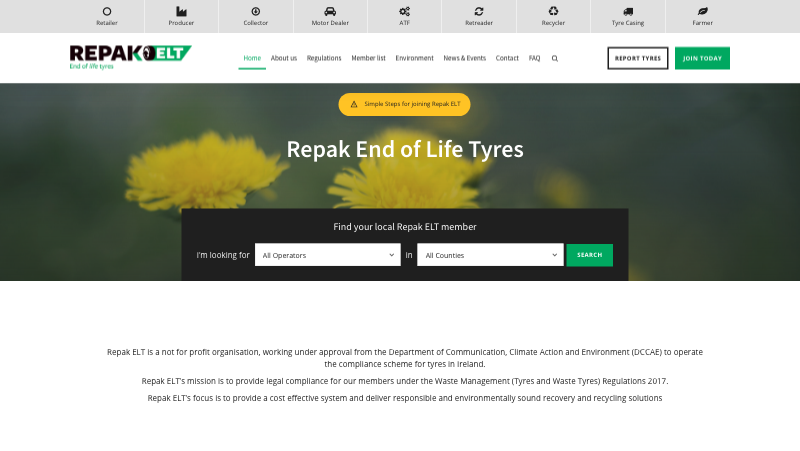 Retailer
Producer
Collector
Motor Dealer
ATF
Retreader
Recycler
Tyre Casing
Farmer
REPAK ELT
End of life tyres
Home
About us
Regulations
Member list
Environment
News & Events
Contact
FAQ
REPORT TYRES
JOIN TODAY
Simple Steps for joining Repak ELT
Repak End of Life Tyres
Find your local Repak ELT member
I'm looking for
All Operators
in
All Counties
SEARCH
Repak ELT is a not for profit organisation, working under approval from the Department of Communication, Climate Action and Environment (DCCAE) to operate
the compliance scheme for tyres in Ireland.
Repak ELT's mission is to provide legal compliance for our members under the Waste Management (Tyres and Waste Tyres) Regulations 2017.
Repak ELT's focus is to provide a cost effective system and deliver responsible and environmentally sound recovery and recycling solutions